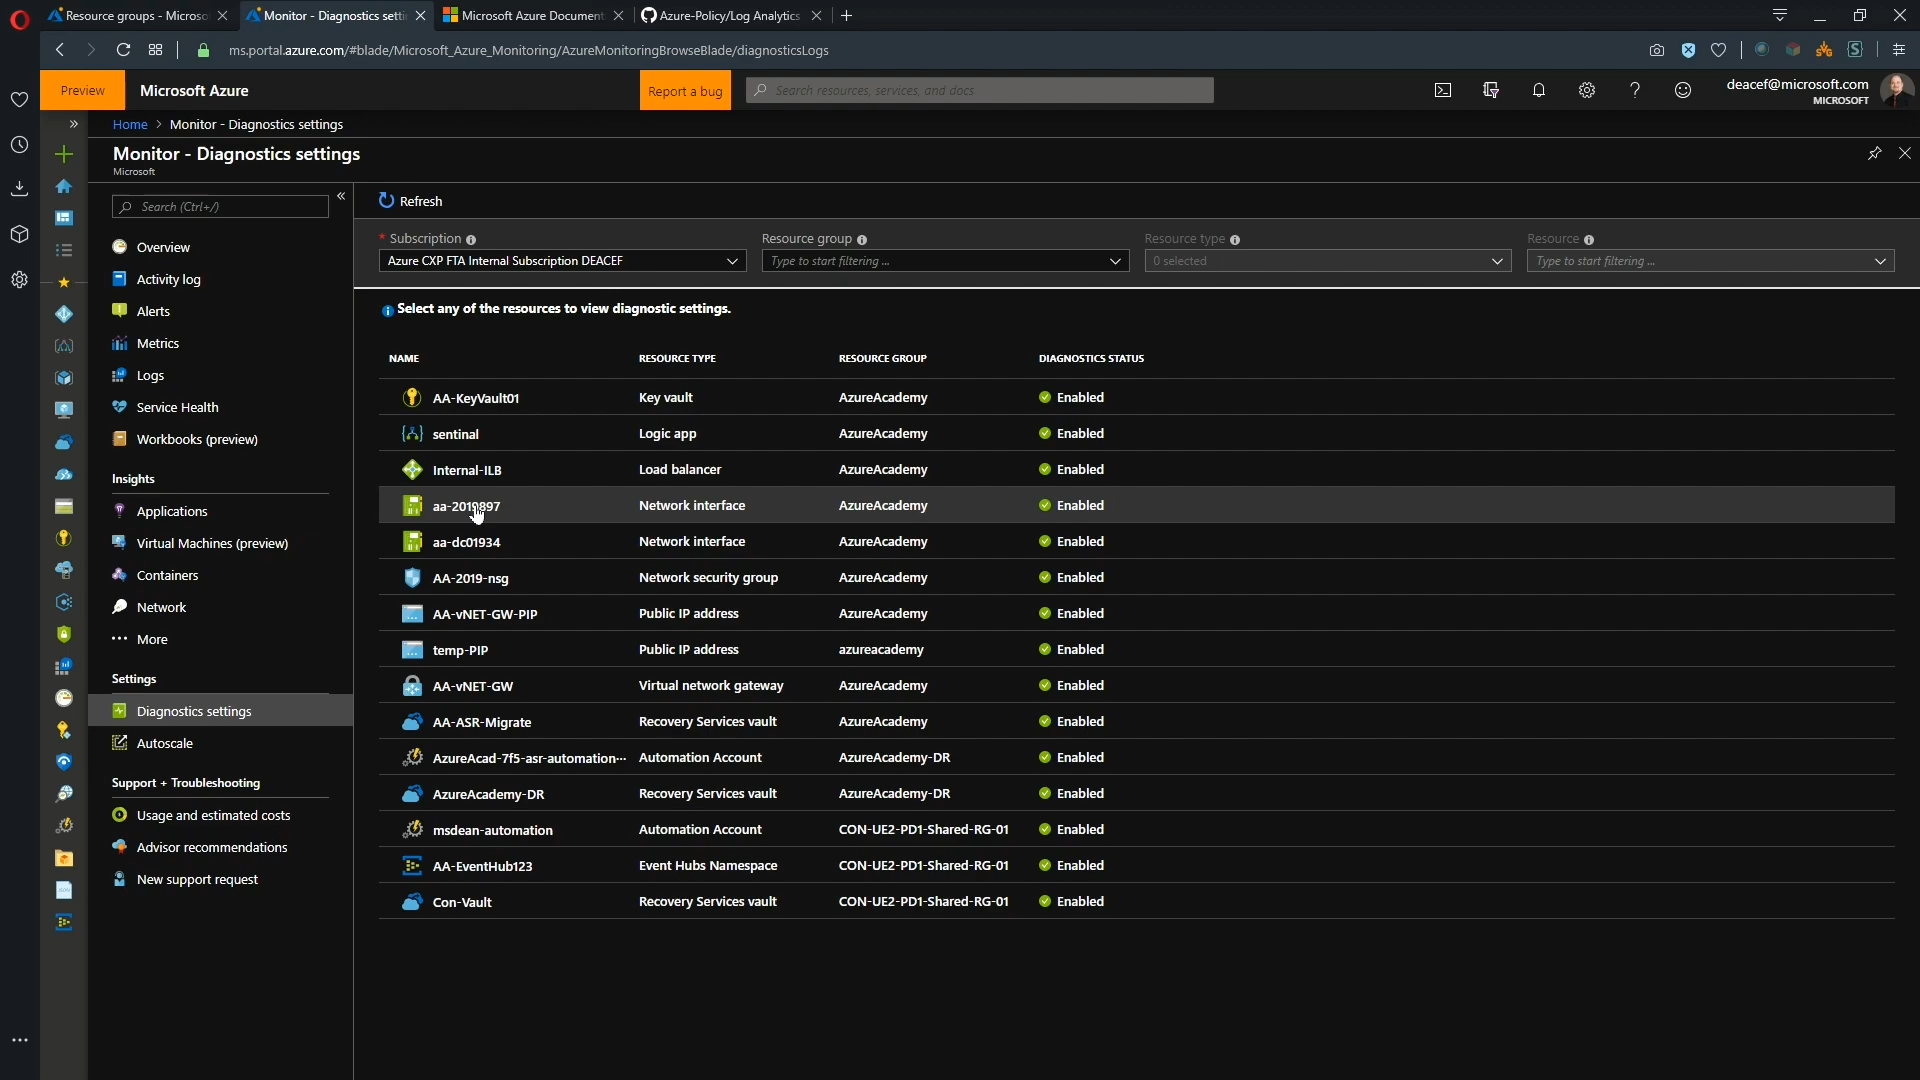 Resource groups - Microso
Monitor - Diagnostics setti
Microsoft Azure Document
Azure-Policy/Log Analytics
ms.portal.azure.com/#blade/Microsoft_Azure_Monitoring/AzureMonitoringBrowseBlade/diagnosticsLogs
Preview
Microsoft Azure
Report a bug
Search resources, services, and docs
deacef@microsoft.com
MICROSOFT
Home > Monitor - Diagnostics settings
Monitor - Diagnostics settings
Microsoft
Search (Ctrl+/)
Overview
Activity log
Alerts
Metrics
Logs
Service Health
Workbooks (preview)
Insights
Applications
Virtual Machines (preview)
Containers
Network
More
Settings
Diagnostics settings
Autoscale
Support + Troubleshooting
Usage and estimated costs
Advisor recommendations
New support request
Refresh
* Subscription
Resource group
Resource type
Resource
Azure CXP FTA Internal Subscription DEACEF
Type to start filtering ...
0 selected
Type to start filtering ...
Select any of the resources to view diagnostic settings.
NAME RESOURCE TYPE RESOURCE GROUP DIAGNOSTICS STATUS
AA-KeyVault01 Key vault AzureAcademy Enabled
sentinal Logic app AzureAcademy Enabled
Internal-ILB Load balancer AzureAcademy Enabled
aa-2019897 Network interface AzureAcademy Enabled
aa-dc01934 Network interface AzureAcademy Enabled
AA-2019-nsg Network security group AzureAcademy Enabled
AA-vNET-GW-PIP Public IP address AzureAcademy Enabled
temp-PIP Public IP address azureacademy Enabled
AA-vNET-GW Virtual network gateway AzureAcademy Enabled
AA-ASR-Migrate Recovery Services vault AzureAcademy Enabled
AzureAcad-7f5-asr-automation··· Automation Account AzureAcademy-DR Enabled
AzureAcademy-DR Recovery Services vault AzureAcademy-DR Enabled
msdean-automation Automation Account CON-UE2-PD1-Shared-RG-01 Enabled
AA-EventHub123 Event Hubs Namespace CON-UE2-PD1-Shared-RG-01 Enabled
Con-Vault Recovery Services vault CON-UE2-PD1-Shared-RG-01 Enabled